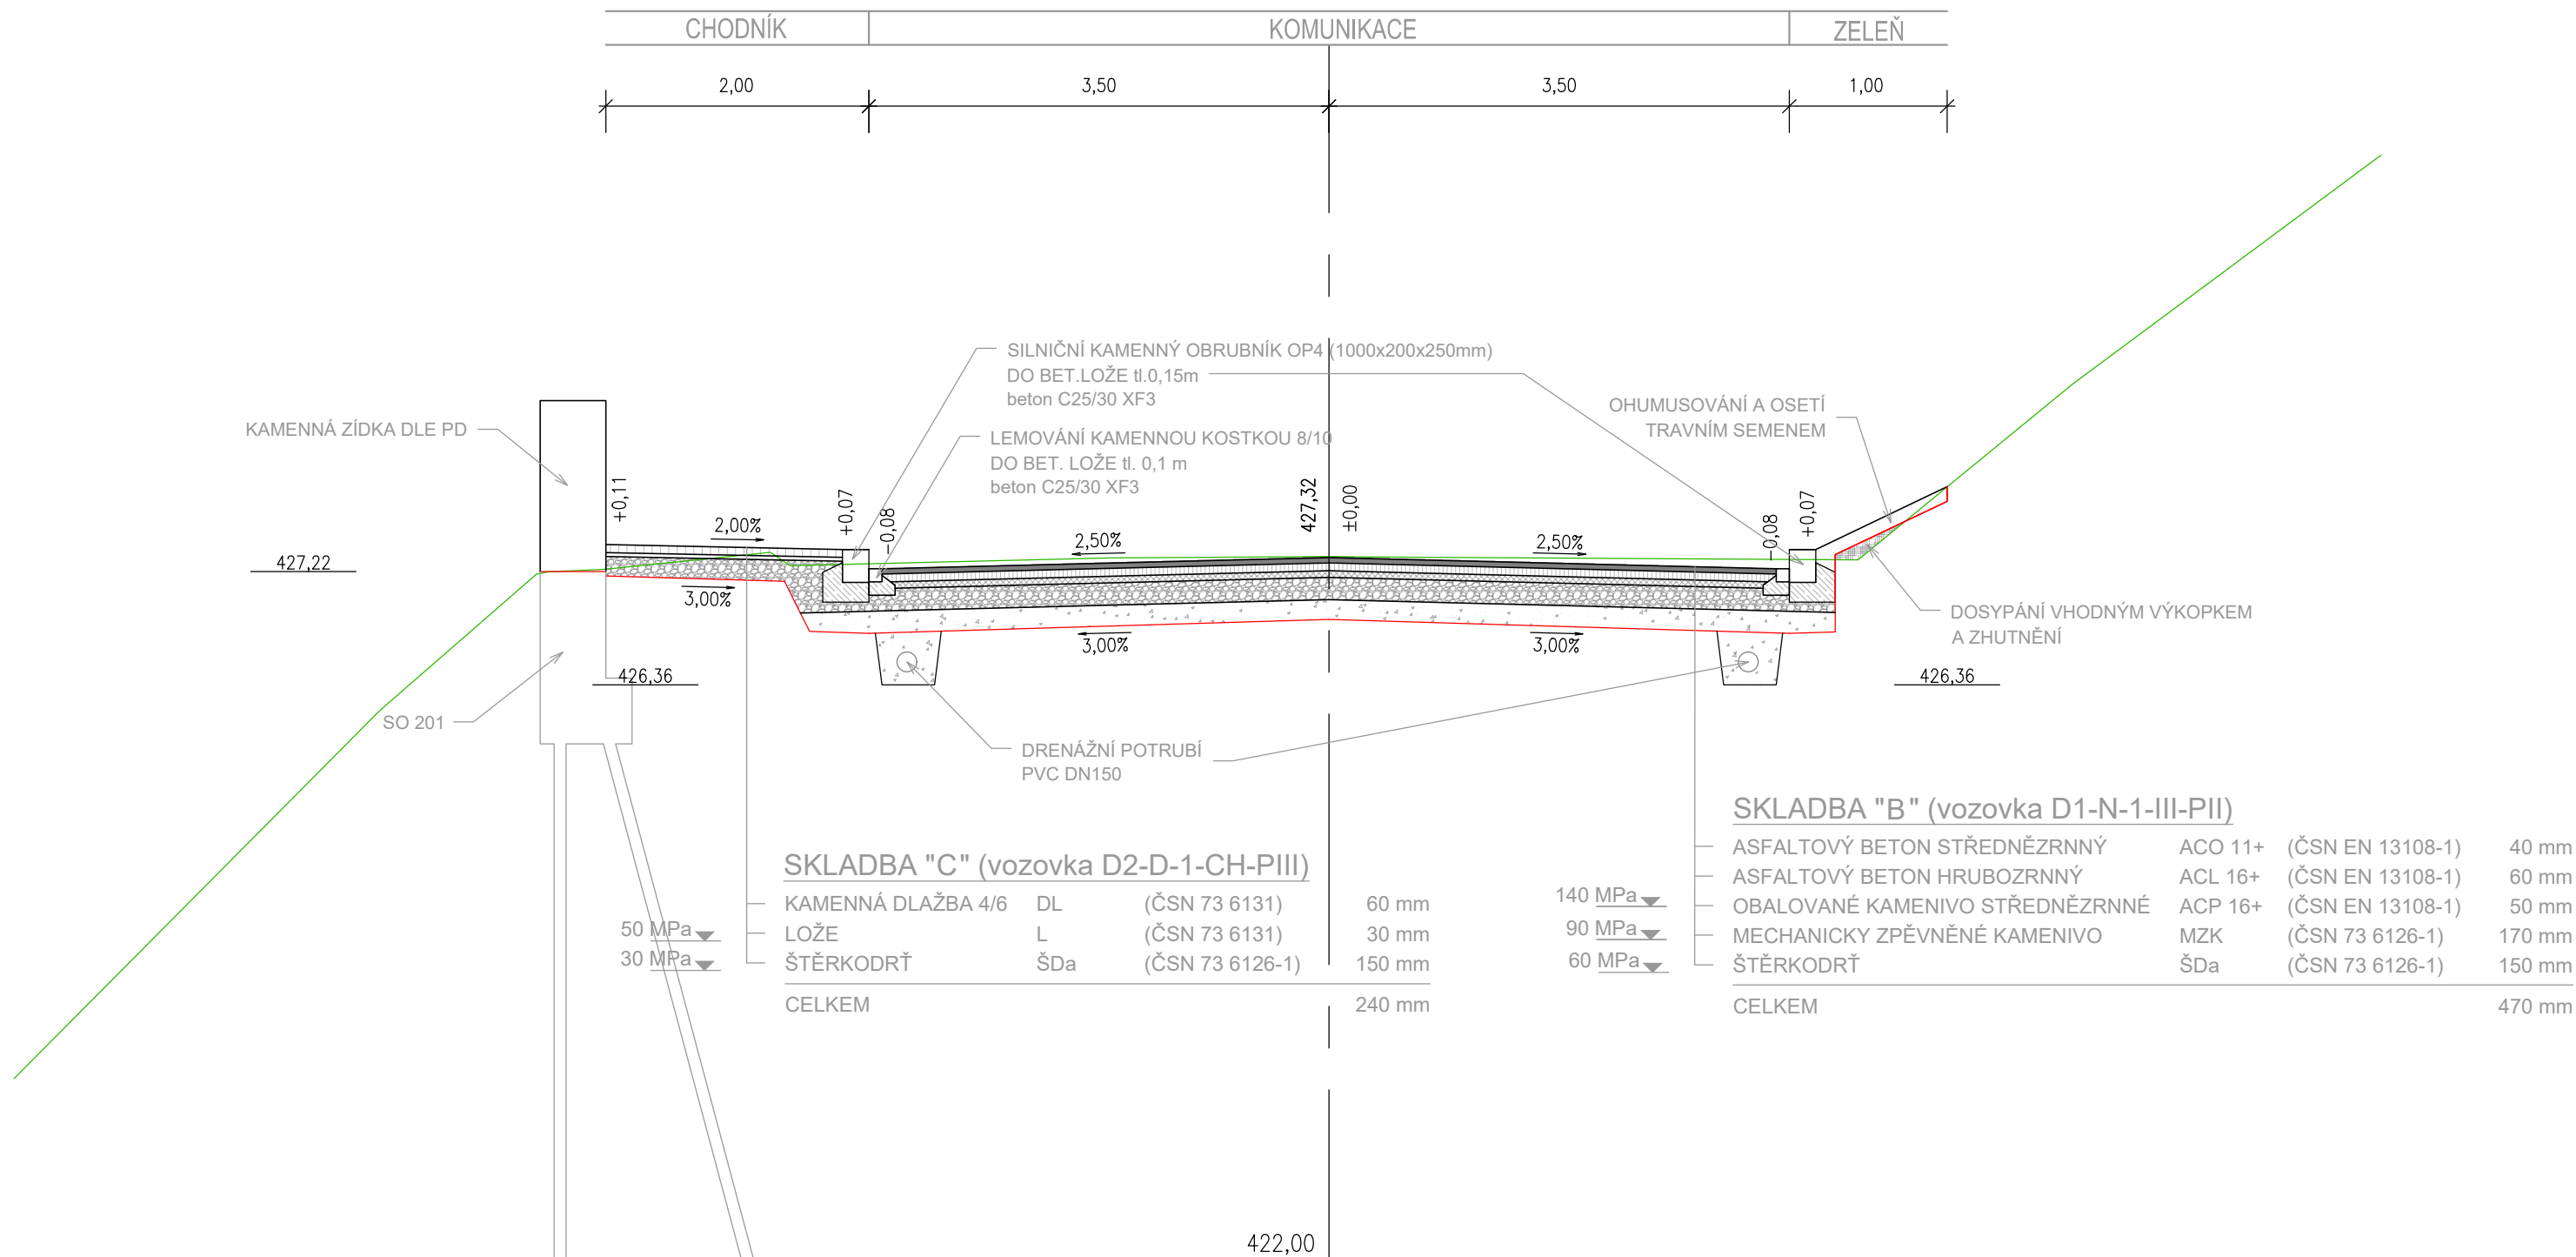 CHODNÍK KOMUNIKACE ZELEŇ
2,00 3,50 3,50 1,00
SILNIČNÍ KAMENNÝ OBRUBNÍK OP4 (1000x200x250mm)
DO BET.LOŽE tl.0,15m
beton C25/30 XF3
OHUMUSOVÁNÍ A OSETÍ
TRAVNÍM SEMENEM
KAMENNÁ ZÍDKA DLE PD
LEMOVÁNÍ KAMENNOU KOSTKOU 8/10
DO BET. LOŽE tl. 0,1 m
beton C25/30 XF3
+0,11
2,00%
+0,07
-0,08
2,50%
427,32
±0,00
2,50%
-0,08
+0,07
427,22
3,00%
3,00%
3,00%
DOSYPÁNÍ VHODNÝM VÝKOPKEM
A ZHUTNĚNÍ
426,36
426,36
SO 201
DRENÁŽNÍ POTRUBÍ
PVC DN150
SKLADBA "C" (vozovka D2-D-1-CH-PIII)
KAMENNÁ DLAŽBA 4/6 DL (ČSN 73 6131) 60 mm
50 MPa
LOŽE L (ČSN 73 6131) 30 mm
30 MPa
ŠTĚRKODRŤ ŠDa (ČSN 73 6126-1) 150 mm
CELKEM 240 mm
SKLADBA "B" (vozovka D1-N-1-III-PII)
ASFALTOVÝ BETON STŘEDNĚZRNNÝ ACO 11+ (ČSN EN 13108-1) 40 mm
ASFALTOVÝ BETON HRUBOZRNNÝ ACL 16+ (ČSN EN 13108-1) 60 mm
140 MPa
OBALOVANÉ KAMENIVO STŘEDNĚZRNNÉ ACP 16+ (ČSN EN 13108-1) 50 mm
90 MPa
MECHANICKY ZPĚVNĚNÉ KAMENIVO MZK (ČSN 73 6126-1) 170 mm
60 MPa
ŠTĚRKODRŤ ŠDa (ČSN 73 6126-1) 150 mm
CELKEM 470 mm
422,00